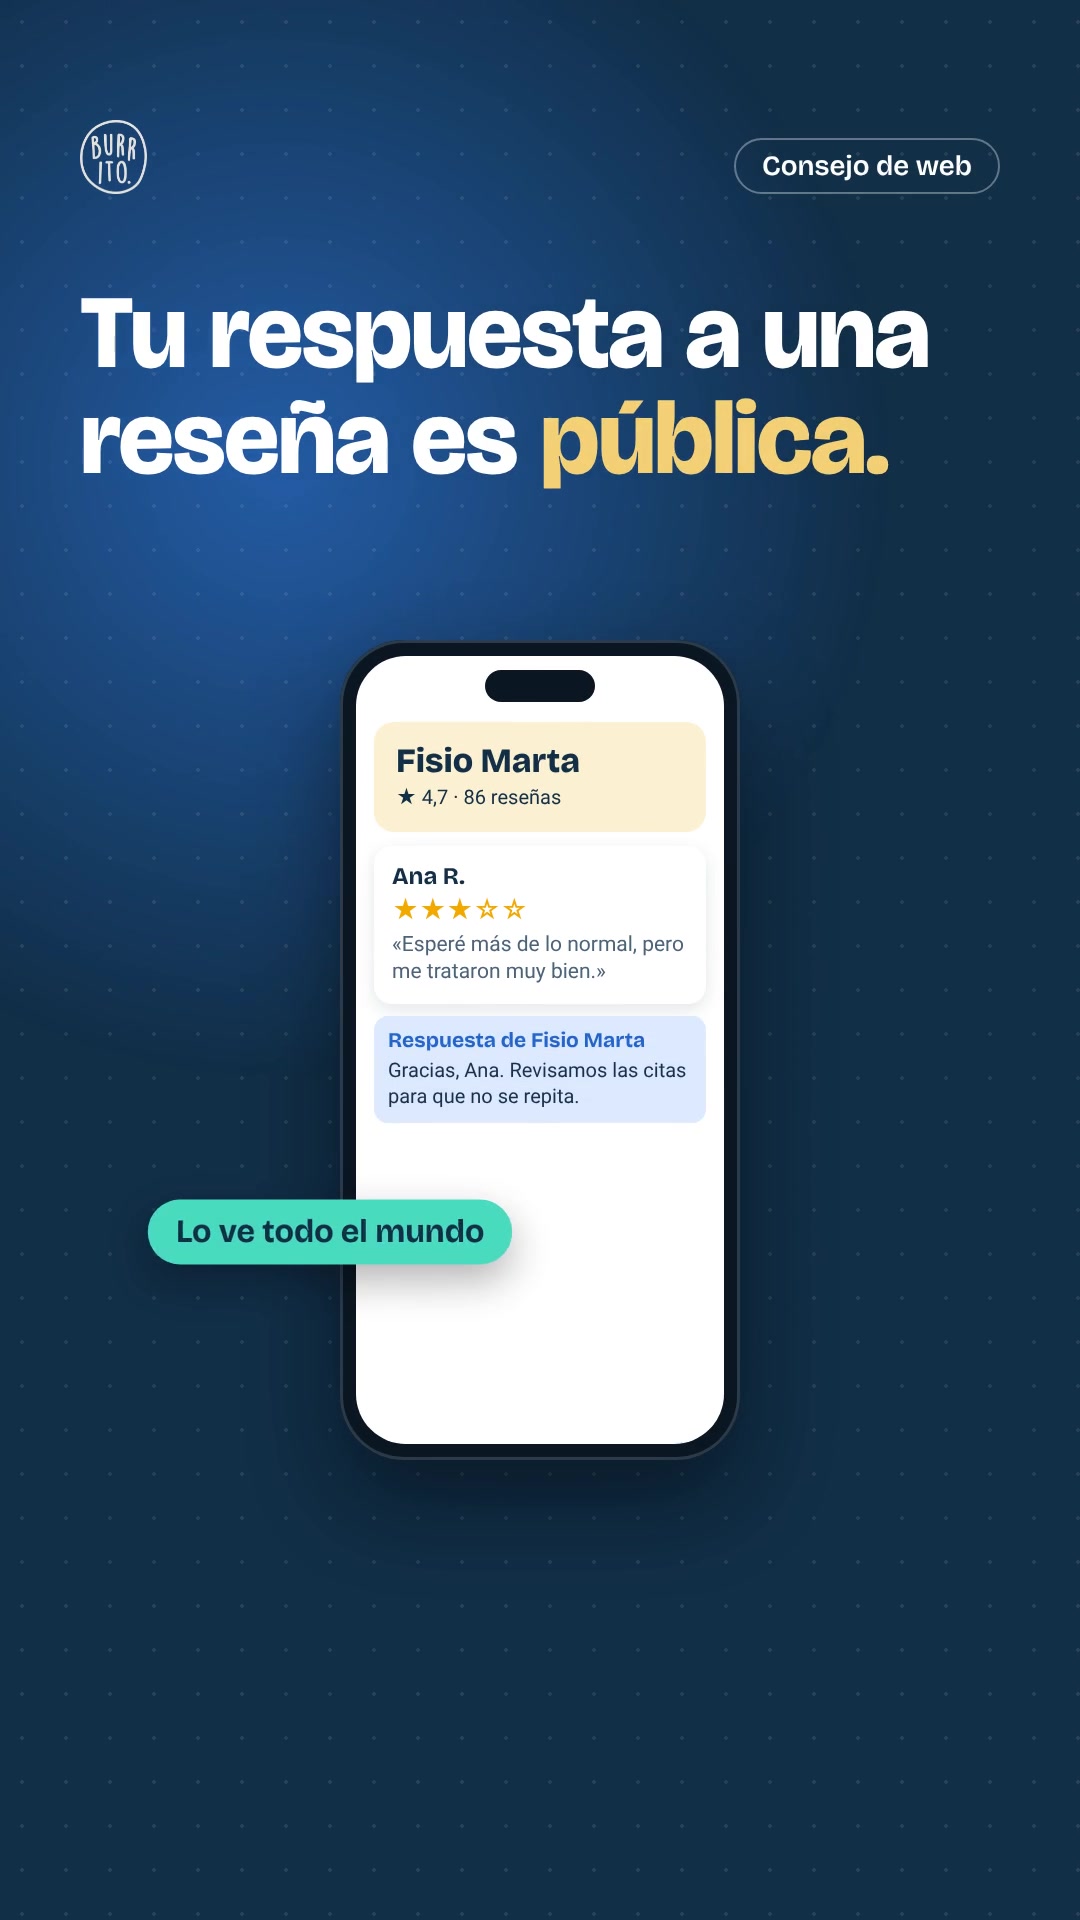 BURR
ITO.
Consejo de web
Tu respuesta a una
reseña es pública.
Fisio Marta
★ 4,7 · 86 reseñas
Ana R.
★★★☆☆
«Esperé más de lo normal, pero
me trataron muy bien.»
Respuesta de Fisio Marta
Gracias, Ana. Revisamos las citas
para que no se repita.
Lo ve todo el mundo